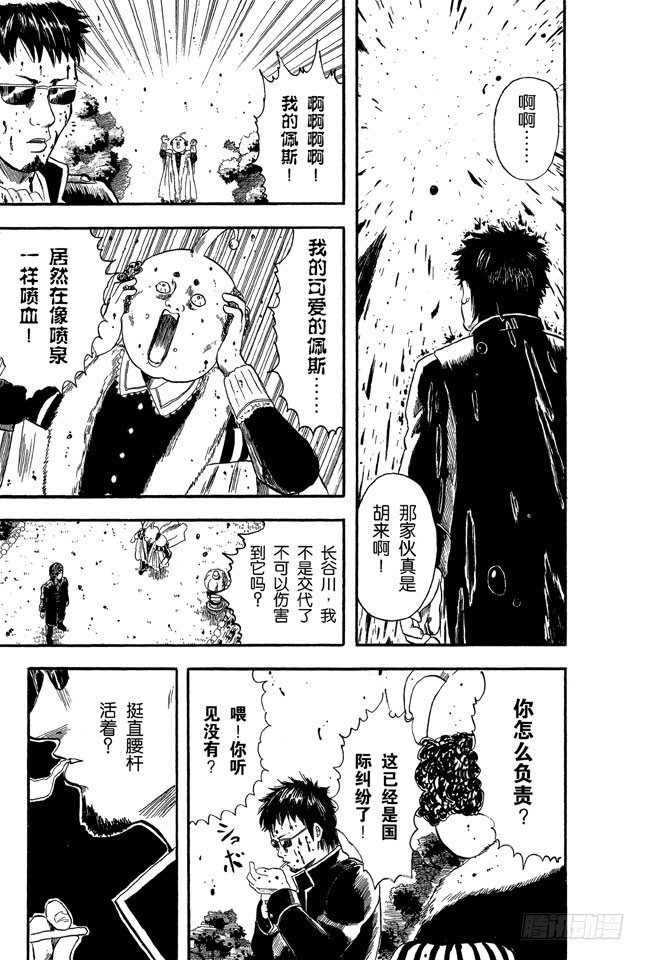 啊
啊
……
那家伙真是
胡来啊！
啊啊啊啊！
我的佩斯！
我的可爱的佩斯……
居然在像喷泉
一样喷血！
长谷川，我
不是交代了
不可以伤害
到它吗？
你怎么负责？
这已经是国
际纠纷了！
喂！你听
见没有？
シュボ
挺直腰杆
活着？
腾讯动漫